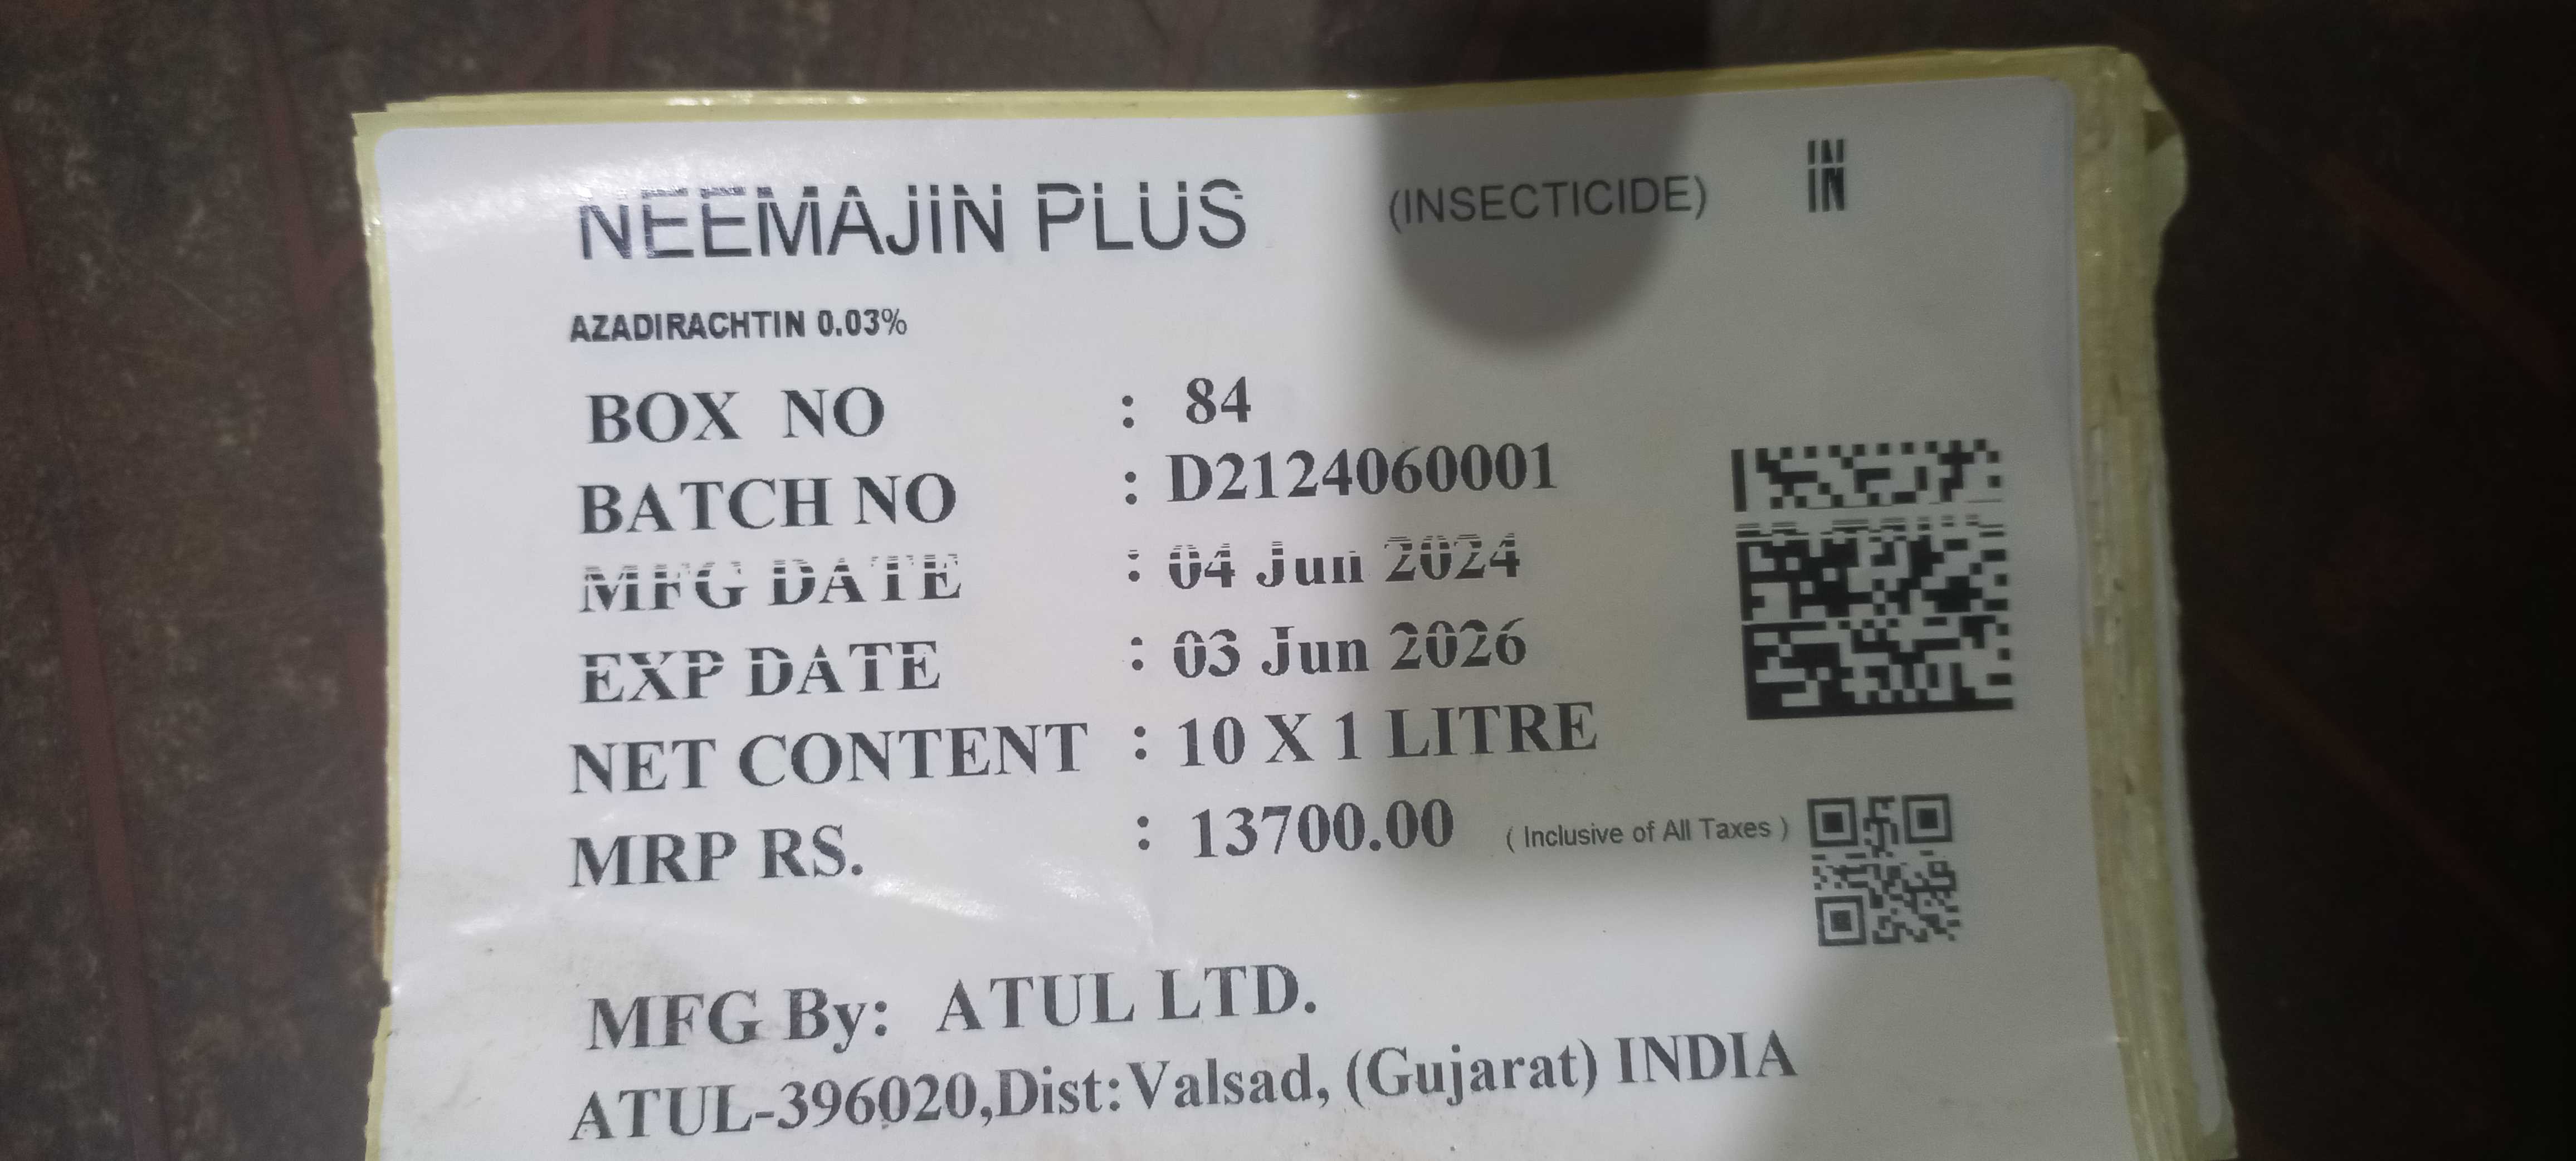 NEEMAJIN PLUS (INSECTICIDE) IN
AZADIRACHTIN 0.03%
BOX NO : 84
BATCH NO : D2124060001
MFG DATE : 04 Jun 2024
EXP DATE : 03 Jun 2026
NET CONTENT : 10 X 1 LITRE
MRP RS. : 13700.00 ( Inclusive of All Taxes )
MFG By: ATUL LTD.
ATUL-396020,Dist:Valsad, (Gujarat) INDIA